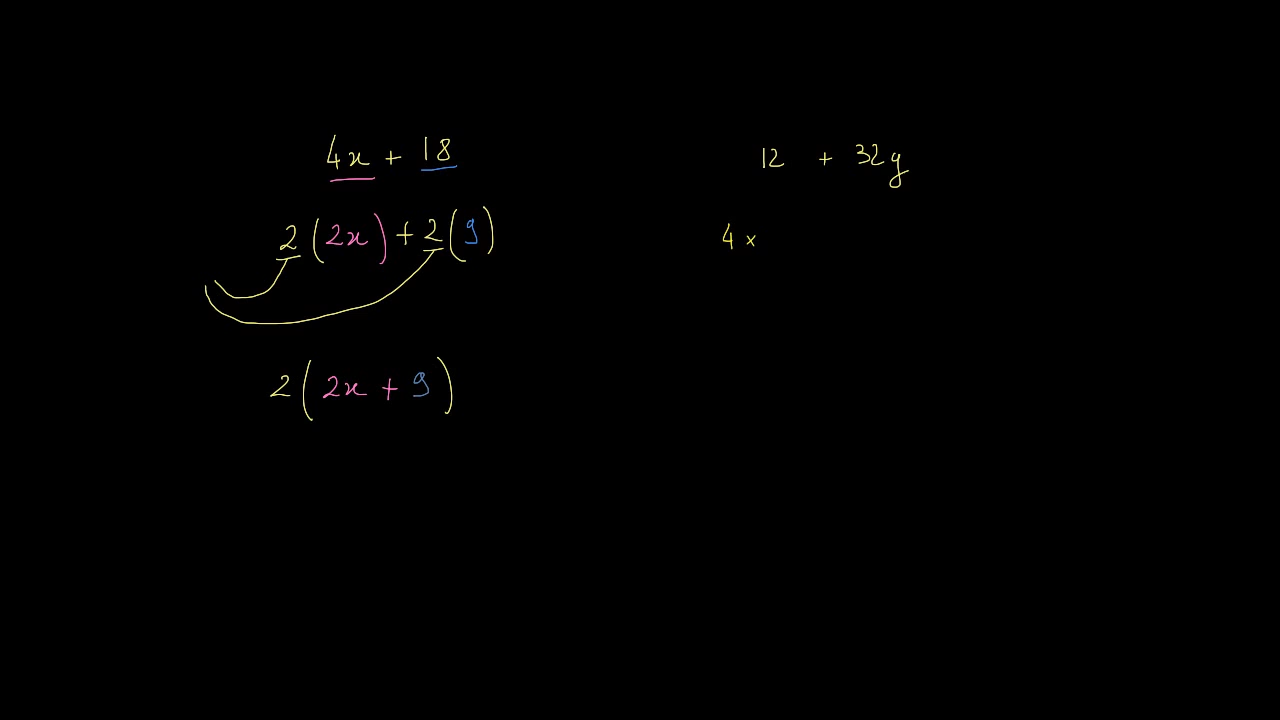 4x + 18
2(2x) + 2(9)
2(2x + 9)
12 + 32y
4 ×